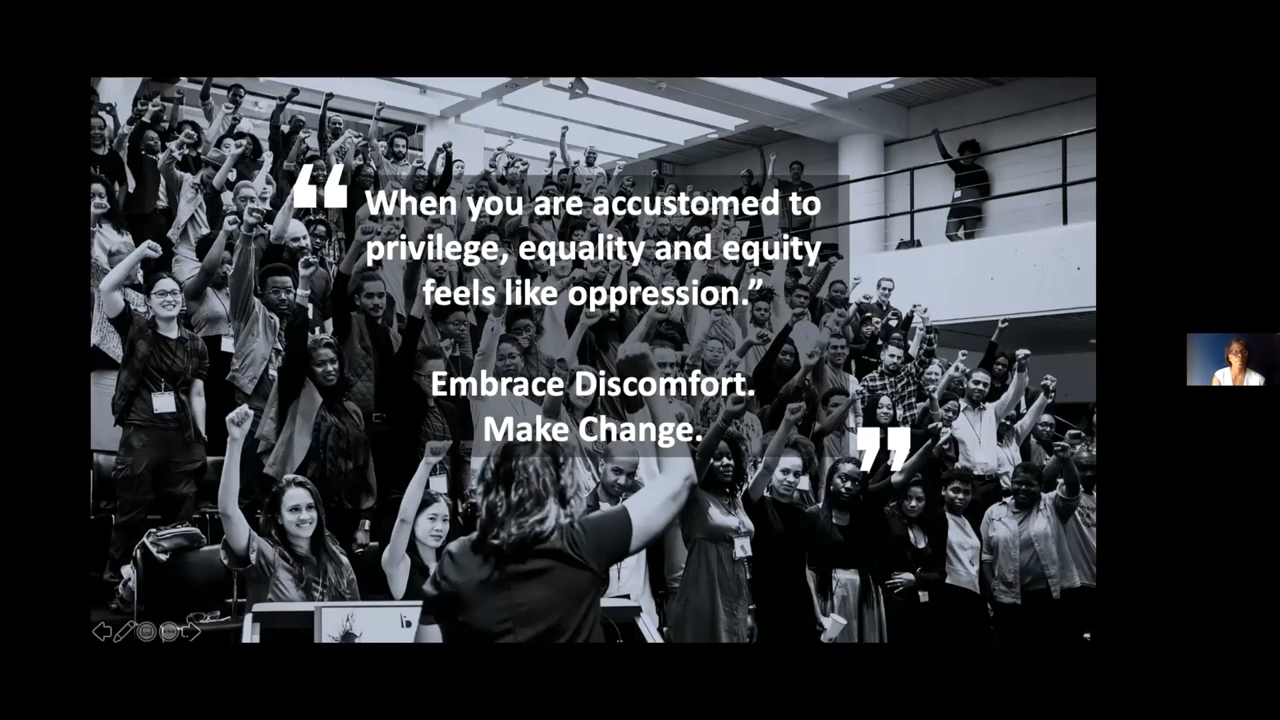 “
When you are accustomed to
privilege, equality and equity
feels like oppression.”
Embrace Discomfort.
Make Change.
”